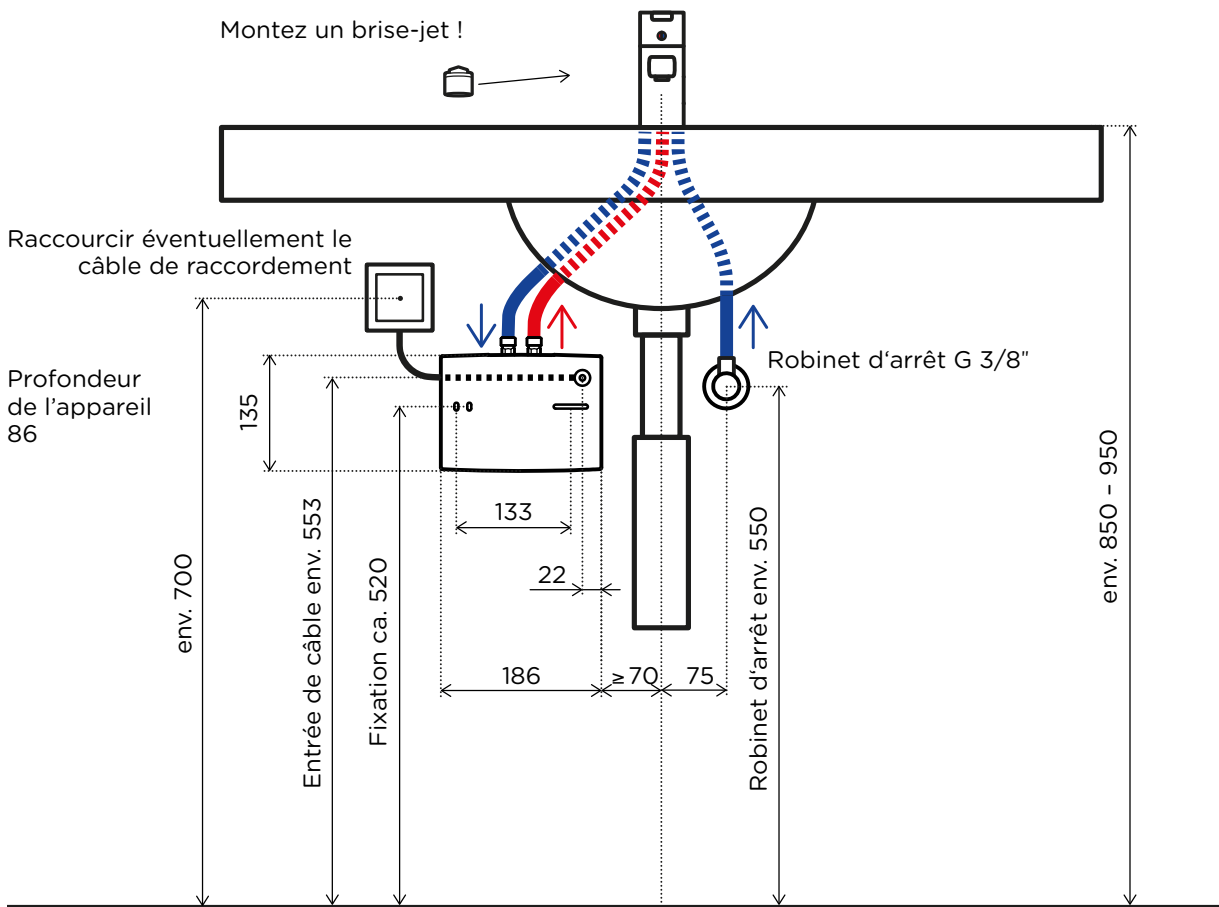 Montez un brise-jet !
Raccourcir éventuellement le
câble de raccordement
Profondeur
de l'appareil
86
Robinet d‘arrêt G 3/8"
135
133
22
186
≥ 70
75
env. 700
Entrée de câble env. 553
Fixation ca. 520
Robinet d‘arrêt env. 550
env. 850 – 950